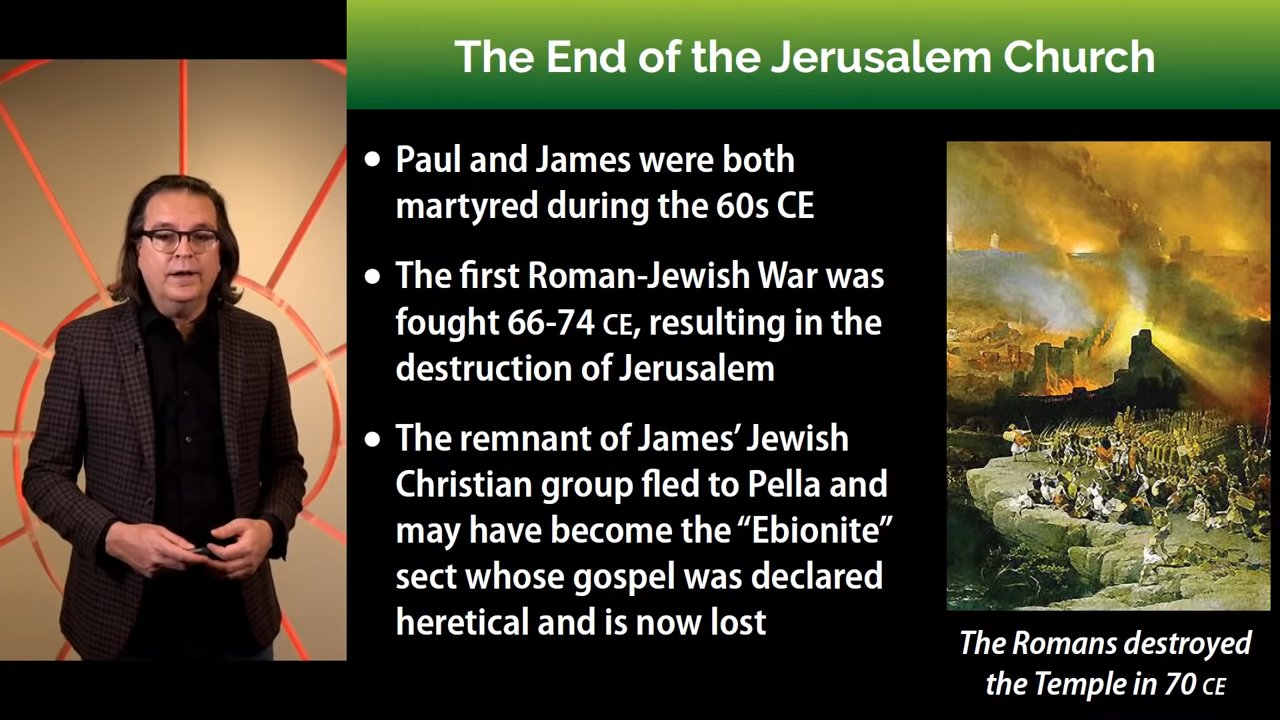 The End of the Jerusalem Church
• Paul and James were both
martyred during the 60s CE
• The first Roman-Jewish War was
fought 66-74 CE, resulting in the
destruction of Jerusalem
• The remnant of James’ Jewish
Christian group fled to Pella and
may have become the “Ebionite”
sect whose gospel was declared
heretical and is now lost
The Romans destroyed
the Temple in 70 CE